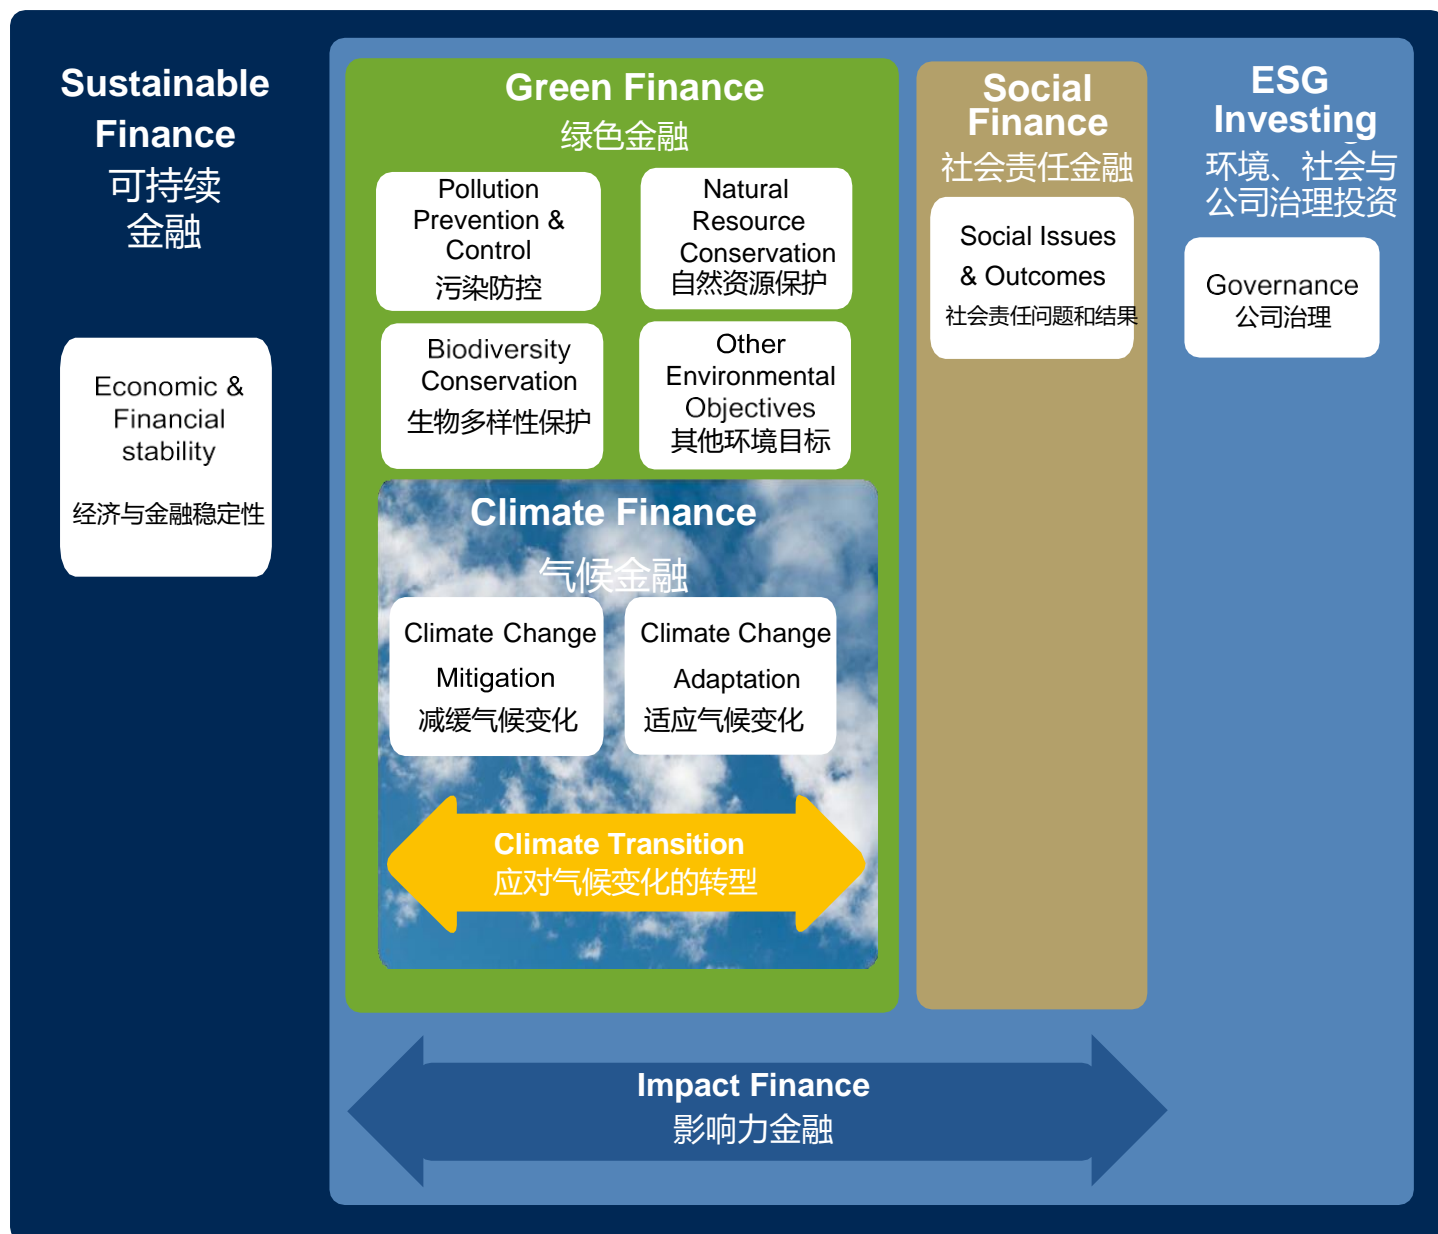 Sustainable
Finance
可持续
金融
Economic &
Financial
stability
经济与金融稳定性
Green Finance
绿色金融
Pollution
Prevention &
Control
污染防控
Natural
Resource
Conservation
自然资源保护
Biodiversity
Conservation
生物多样性保护
Other
Environmental
Objectives
其他环境目标
Climate Finance
气候金融
Climate Change
Mitigation
减缓气候变化
Climate Change
Adaptation
适应气候变化
Climate Transition
应对气候变化的转型
Social
Finance
社会责任金融
Social Issues
& Outcomes
社会责任问题和结果
ESG
Investing
环境、社会与
公司治理投资
Governance
公司治理
Impact Finance
影响力金融